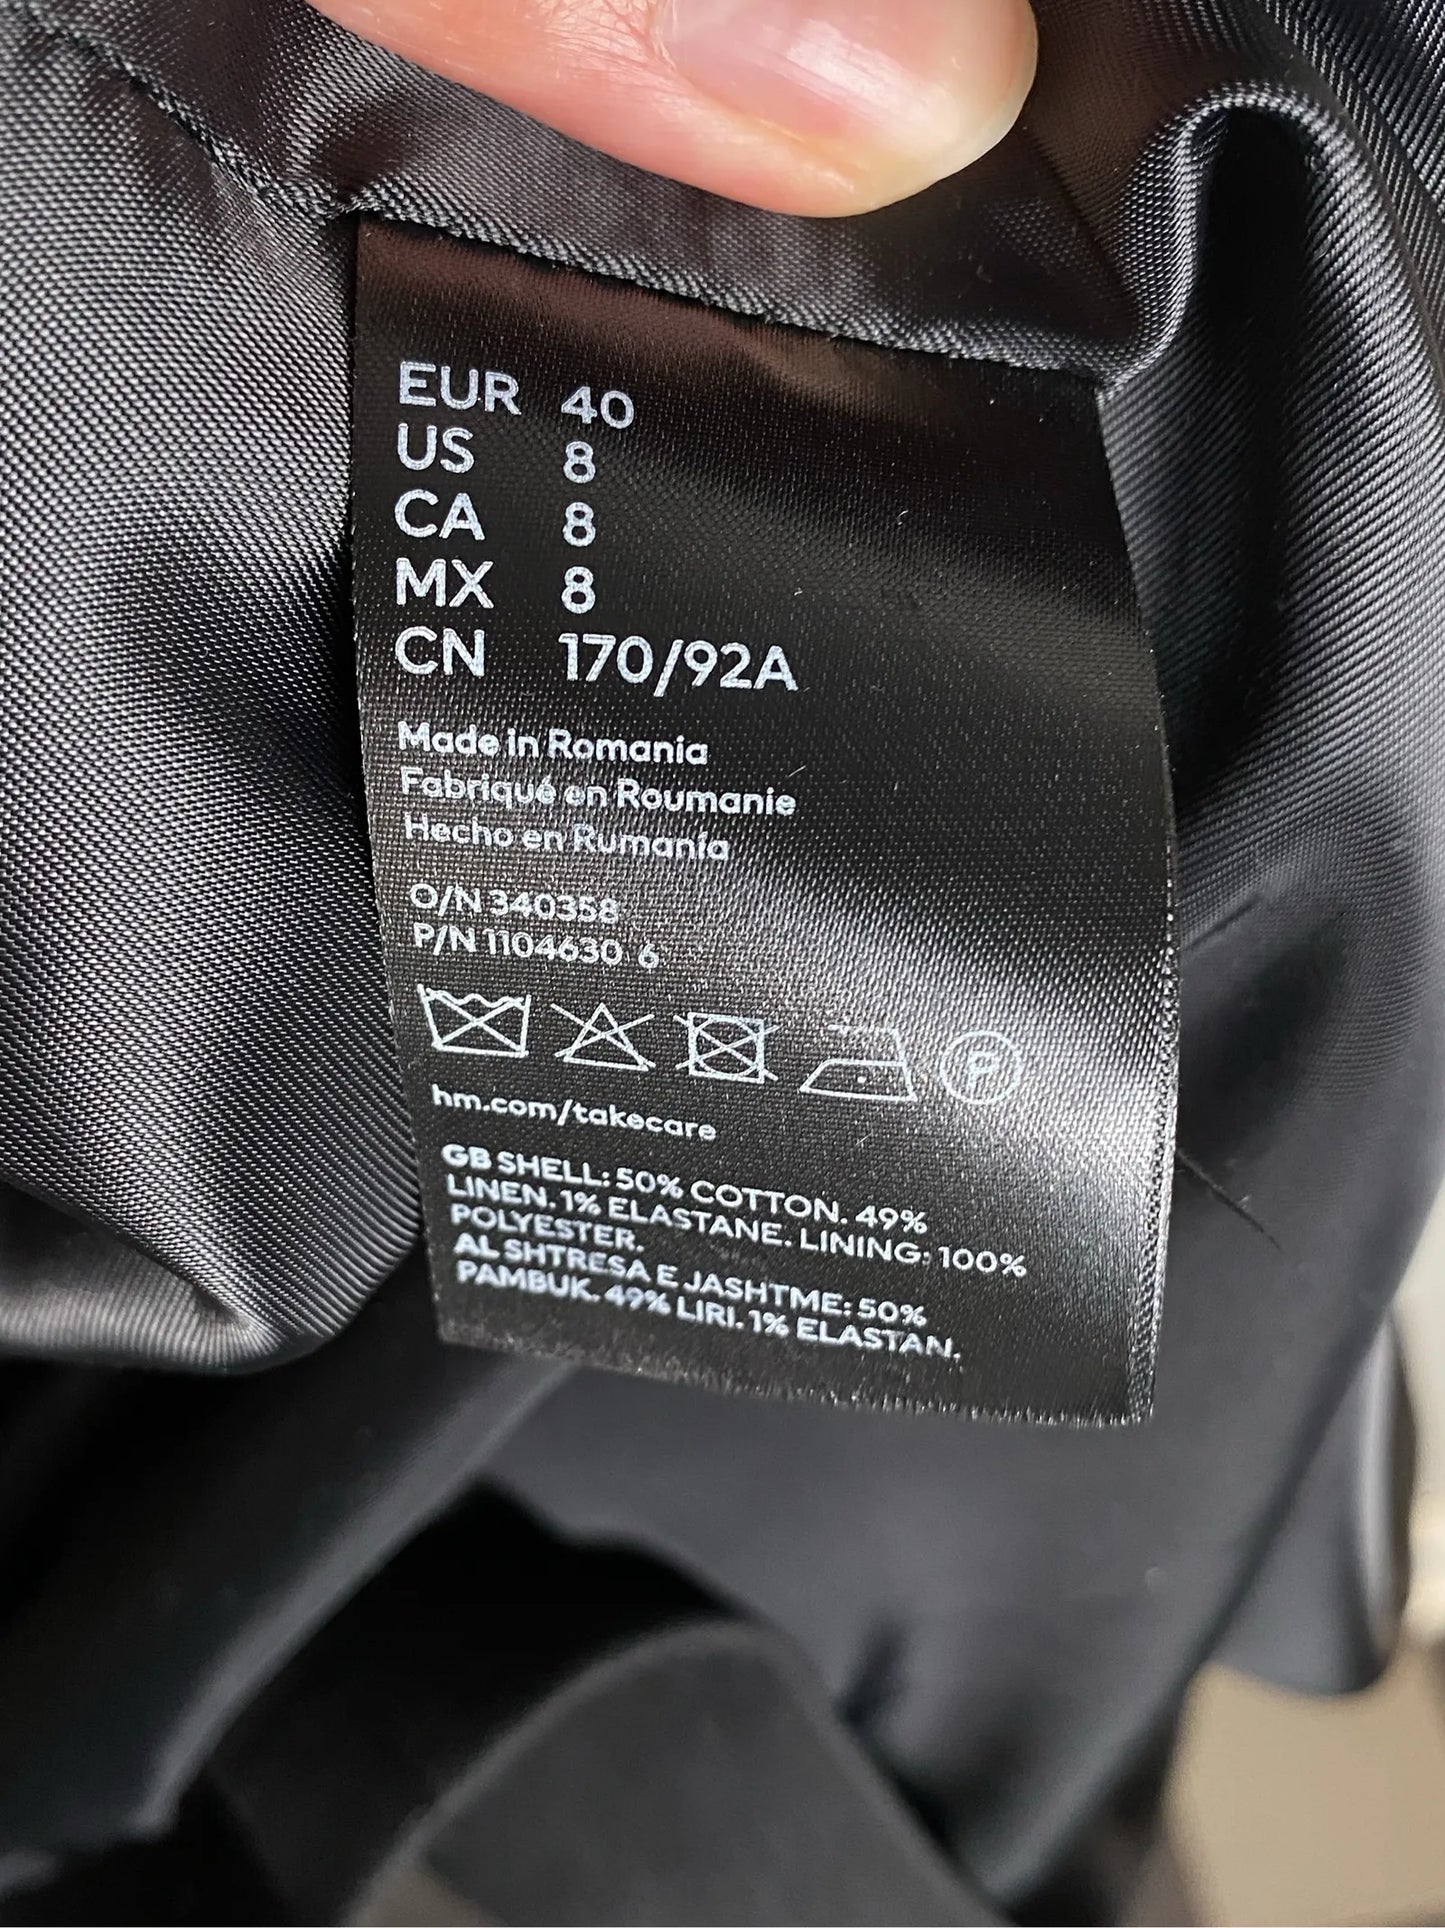 EUR 40
US 8
CA 8
MX 8
CN 170/92A
Made in Romania
Fabriqué en Roumanie
Hecho en Rumanía
O/N 340358
P/N 1104630 6
P
hm.com/takecare
GB SHELL: 50% COTTON. 49%
LINEN. 1% ELASTANE. LINING: 100%
POLYESTER.
AL SHTRESA E JASHTME: 50%
PAMBUK. 49% LIRI. 1% ELASTAN.